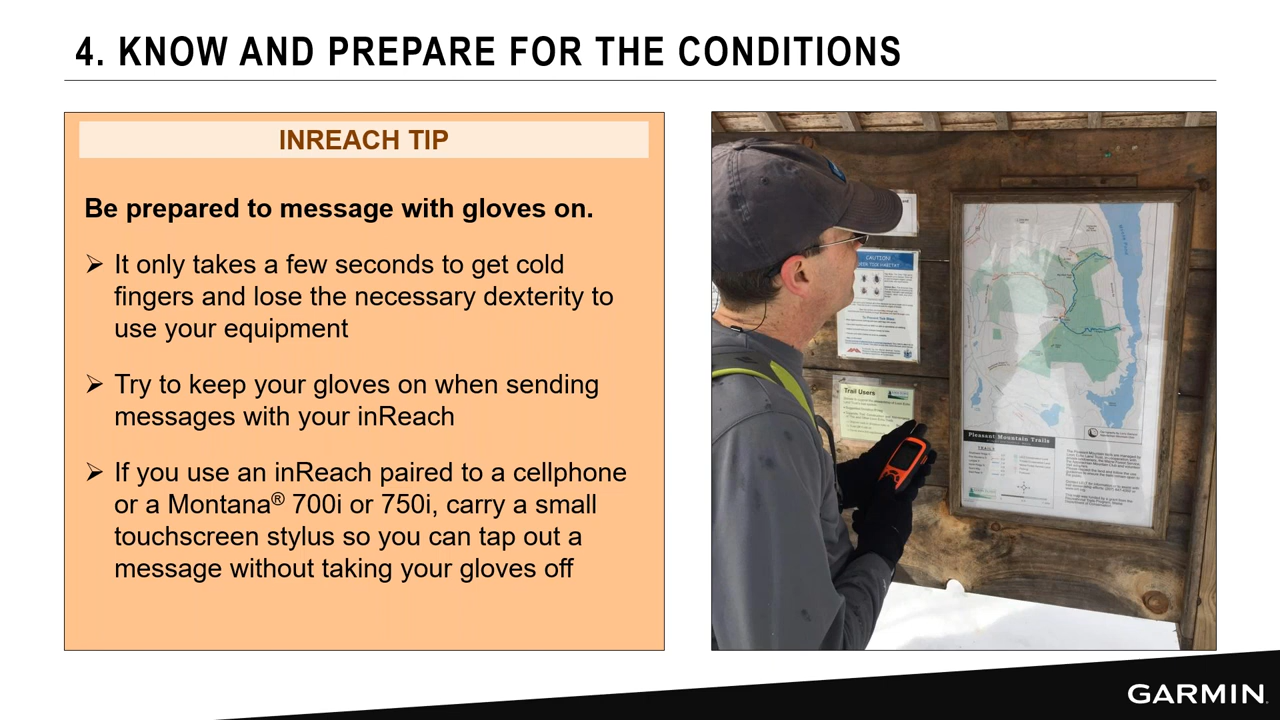 4. KNOW AND PREPARE FOR THE CONDITIONS
INREACH TIP
Be prepared to message with gloves on.
➢ It only takes a few seconds to get cold
fingers and lose the necessary dexterity to
use your equipment
➢ Try to keep your gloves on when sending
messages with your inReach
➢ If you use an inReach paired to a cellphone
or a Montana® 700i or 750i, carry a small
touchscreen stylus so you can tap out a
message without taking your gloves off
CAUTION
Trail Users
Pleasant Mountain Trails
GARMIN